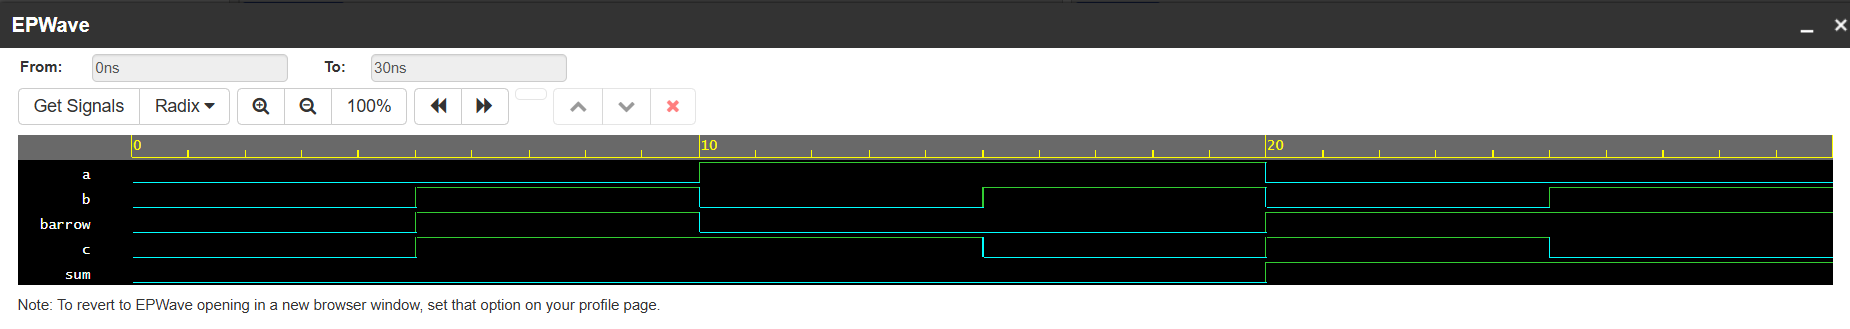 EPWave
From: 0ns To: 30ns
Get Signals Radix 100%
0 10 20
a
b
barrow
c
sum
Note: To revert to EPWave opening in a new browser window, set that option on your profile page.